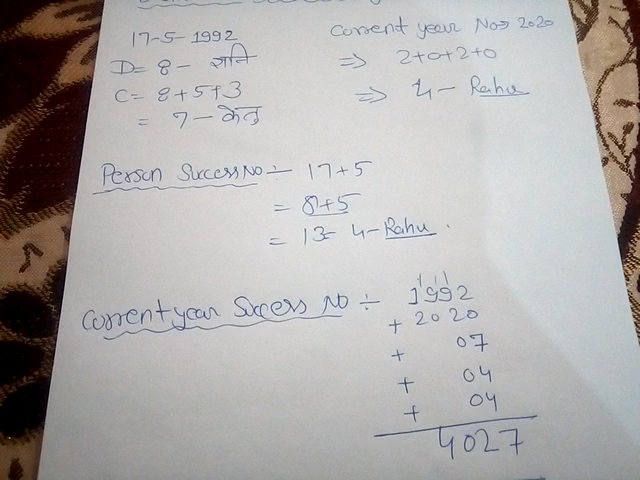 17-5-1992
D= 8 - शनि
C= 8+5+3
= 7 - केतु
Current year No⇒ 2020
⇒ 2+0+2+0
⇒ 4 - Rahu
Person Success No ÷ 17+5
= 8+5
= 13= 4 - Rahu.
Current year Success No ÷ 1992
+ 2020
+ 07
+ 04
+ 04
4027